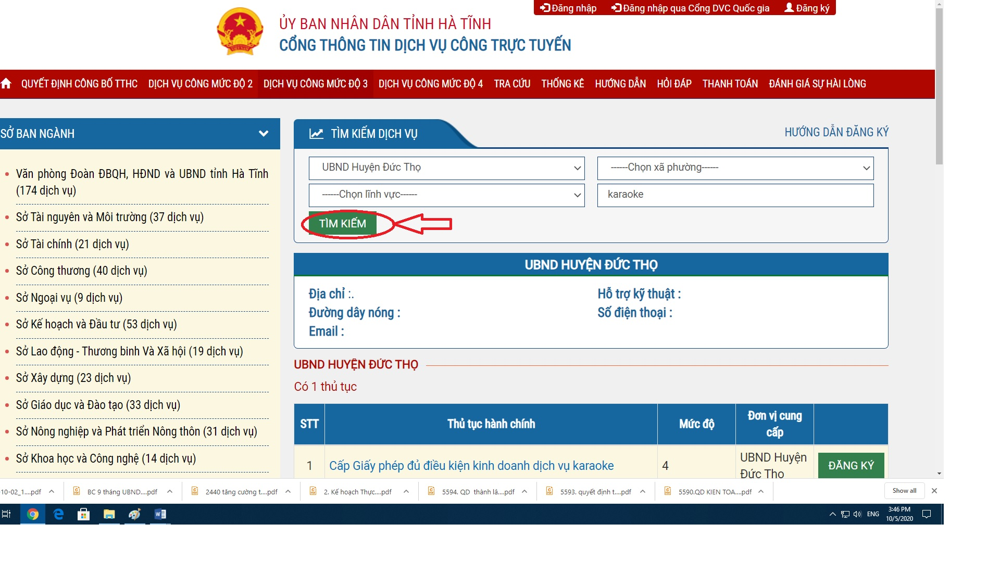 Đăng nhập Đăng nhập qua Cổng DVC Quốc gia Đăng ký
ỦY BAN NHÂN DÂN TỈNH HÀ TĨNH
CỔNG THÔNG TIN DỊCH VỤ CÔNG TRỰC TUYẾN
QUYẾT ĐỊNH CÔNG BỐ TTHC DỊCH VỤ CÔNG MỨC ĐỘ 2 DỊCH VỤ CÔNG MỨC ĐỘ 3 DỊCH VỤ CÔNG MỨC ĐỘ 4 TRA CỨU THỐNG KÊ HƯỚNG DẪN HỎI ĐÁP THANH TOÁN ĐÁNH GIÁ SỰ HÀI LÒNG
SỞ BAN NGÀNH
Văn phòng Đoàn ĐBQH, HĐND và UBND tỉnh Hà Tĩnh
(174 dịch vụ)
Sở Tài nguyên và Môi trường (37 dịch vụ)
Sở Tài chính (21 dịch vụ)
Sở Công thương (40 dịch vụ)
Sở Ngoại vụ (9 dịch vụ)
Sở Kế hoạch và Đầu tư (53 dịch vụ)
Sở Lao động - Thương binh Và Xã hội (19 dịch vụ)
Sở Xây dựng (23 dịch vụ)
Sở Giáo dục và Đào tạo (33 dịch vụ)
Sở Nông nghiệp và Phát triển Nông thôn (31 dịch vụ)
Sở Khoa học và Công nghệ (14 dịch vụ)
TÌM KIẾM DỊCH VỤ
HƯỚNG DẪN ĐĂNG KÝ
UBND Huyện Đức Thọ
------Chọn xã phường------
------Chọn lĩnh vực------
karaoke
TÌM KIẾM
UBND HUYỆN ĐỨC THỌ
Địa chỉ :.
Hỗ trợ kỹ thuật :
Đường dây nóng :
Số điện thoại :
Email :
UBND HUYỆN ĐỨC THỌ
Có 1 thủ tục
STT Thủ tục hành chính Mức độ Đơn vị cung
cấp
1 Cấp Giấy phép đủ điều kiện kinh doanh dịch vụ karaoke 4 UBND Huyện
Đức Thọ
ĐĂNG KÝ
-10-02_1....pdf BC 9 tháng UBND....pdf 2440 tăng cường t....pdf 2. Kế hoạch Thực....pdf 5594. QD thành lâ....pdf 5593. quyết định t....pdf 5590.QD KIEN TOA....pdf Show all
ENG
3:46 PM
10/5/2020